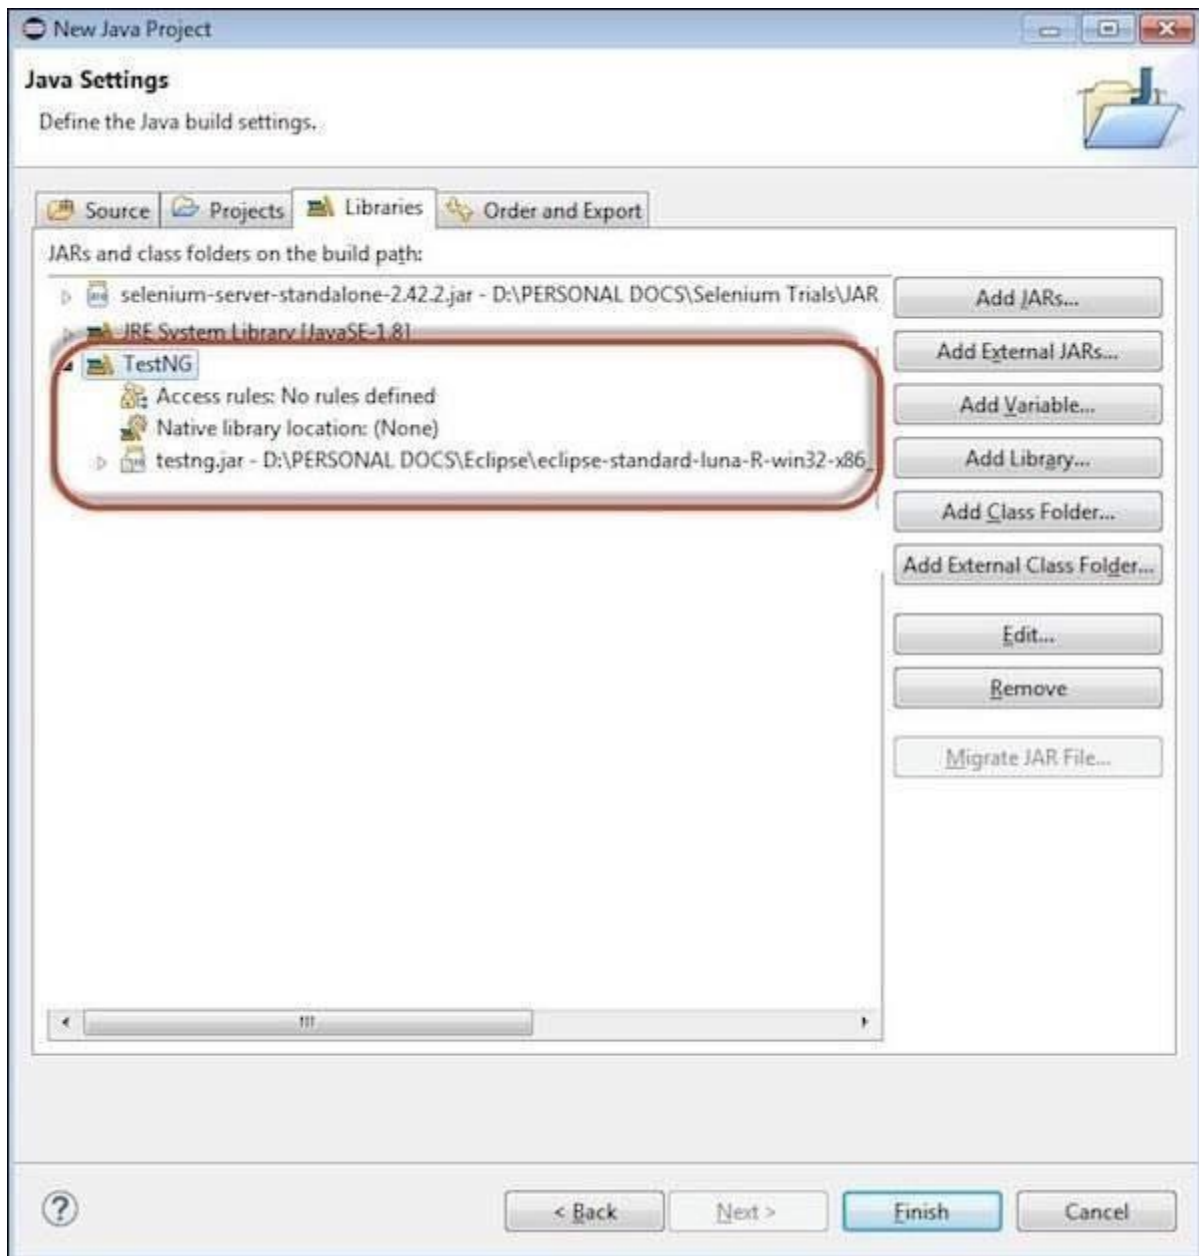 New Java Project
Java Settings
Define the Java build settings.
Source Projects Libraries Order and Export
JARs and class folders on the build path:
selenium-server-standalone-2.42.2.jar - D:\PERSONAL DOCS\Selenium Trials\JAR
JRE System Library [JavaSE-1.8]
TestNG
Access rules: No rules defined
Native library location: (None)
testng.jar - D:\PERSONAL DOCS\Eclipse\eclipse-standard-luna-R-win32-x86_
Add JARs...
Add External JARs...
Add Variable...
Add Library...
Add Class Folder...
Add External Class Folder...
Edit...
Remove
Migrate JAR File...
? < Back Next > Finish Cancel